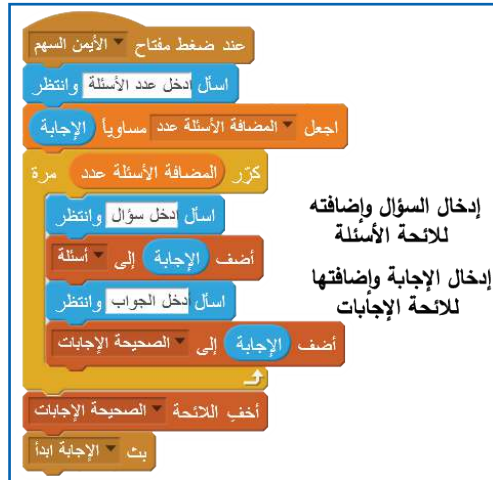 عند ضغط مفتاح الأيمن السهم
اسأل ادخل عدد الأسئلة وانتظر
اجعل المضافة الأسئلة عدد مساوياً الإجابة
كرّر المضافة الأسئلة عدد مرة
اسأل ادخل سؤال وانتظر
أضف الإجابة إلى أسئلة
اسأل ادخل الجواب وانتظر
أضف الإجابة إلى الصحيحة الإجابات
أخفِ اللائحة الصحيحة الإجابات
بث الإجابة ابدأ
إدخال السؤال وإضافته
للائحة الأسئلة
إدخال الإجابة وإضافتها
للائحة الإجابات